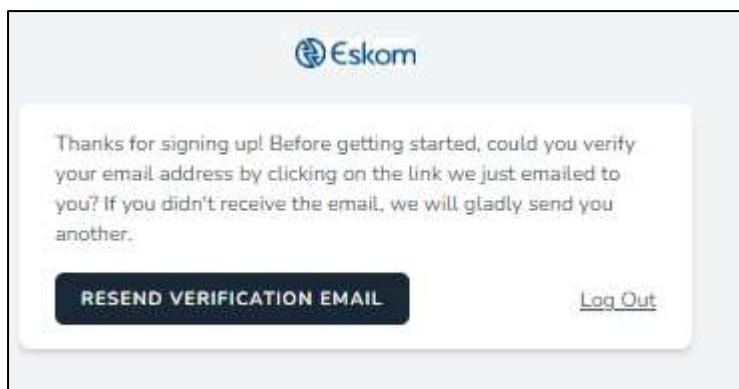 Eskom
Thanks for signing up! Before getting started, could you verify
your email address by clicking on the link we just emailed to
you? If you didn't receive the email, we will gladly send you
another.
RESEND VERIFICATION EMAIL
Log Out